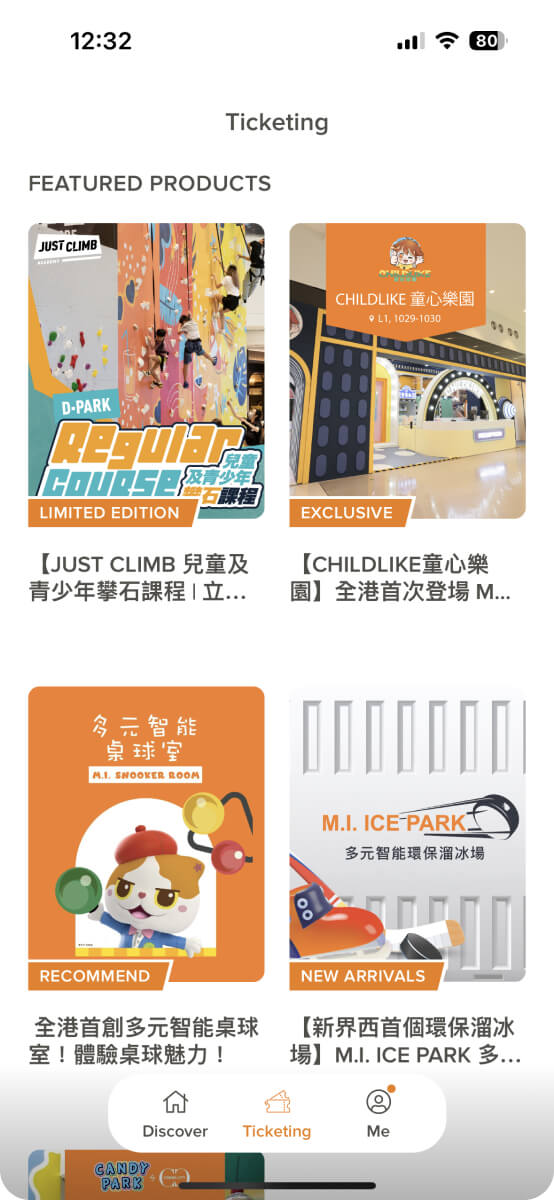 12:32
80
Ticketing
FEATURED PRODUCTS
JUST CLIMB
ACADEMY
D·PARK
Regular
Course
兒童
及青少年
攀石課程
LIMITED EDITION
【JUST CLIMB 兒童及
青少年攀石課程 | 立...
CHILDLIKE 童心樂園
L1, 1029-1030
EXCLUSIVE
【CHILDLIKE童心樂
園】全港首次登場 M...
多元智能
桌球室
M.I. SNOOKER ROOM
RECOMMEND
全港首創多元智能桌球
室！體驗桌球魅力！
M.I. ICE PARK
多元智能環保溜冰場
NEW ARRIVALS
【新界西首個環保溜冰
場】M.I. ICE PARK 多...
Discover
Ticketing
Me
CANDY
PARK